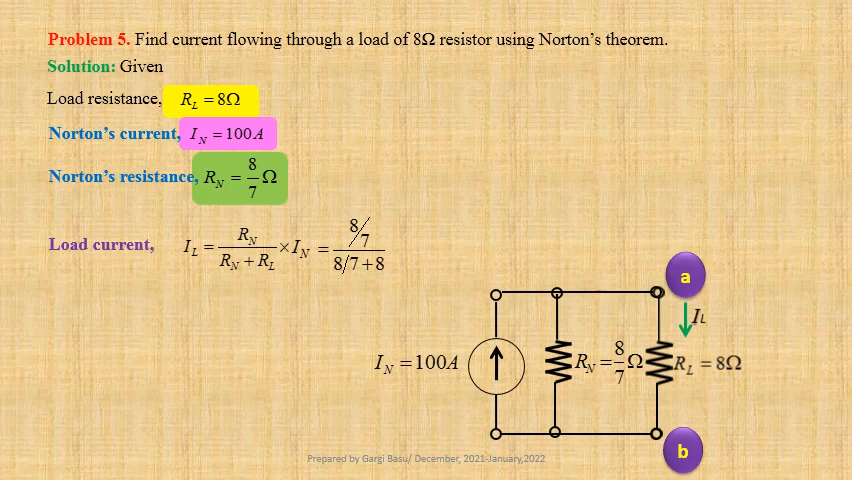 Problem 5. Find current flowing through a load of 8Ω resistor using Norton's theorem.
Solution: Given
Load resistance, R_L = 8Ω
Norton's current, I_N = 100A
Norton's resistance, R_N = 8/7 Ω
Load current, I_L = R_N/(R_N + R_L) × I_N = (8/7)/(8/7 + 8)
a
I_L
I_N = 100A
R_N = 8/7 Ω
R_L = 8Ω
b
Prepared by Gargi Basu/ December, 2021-January,2022